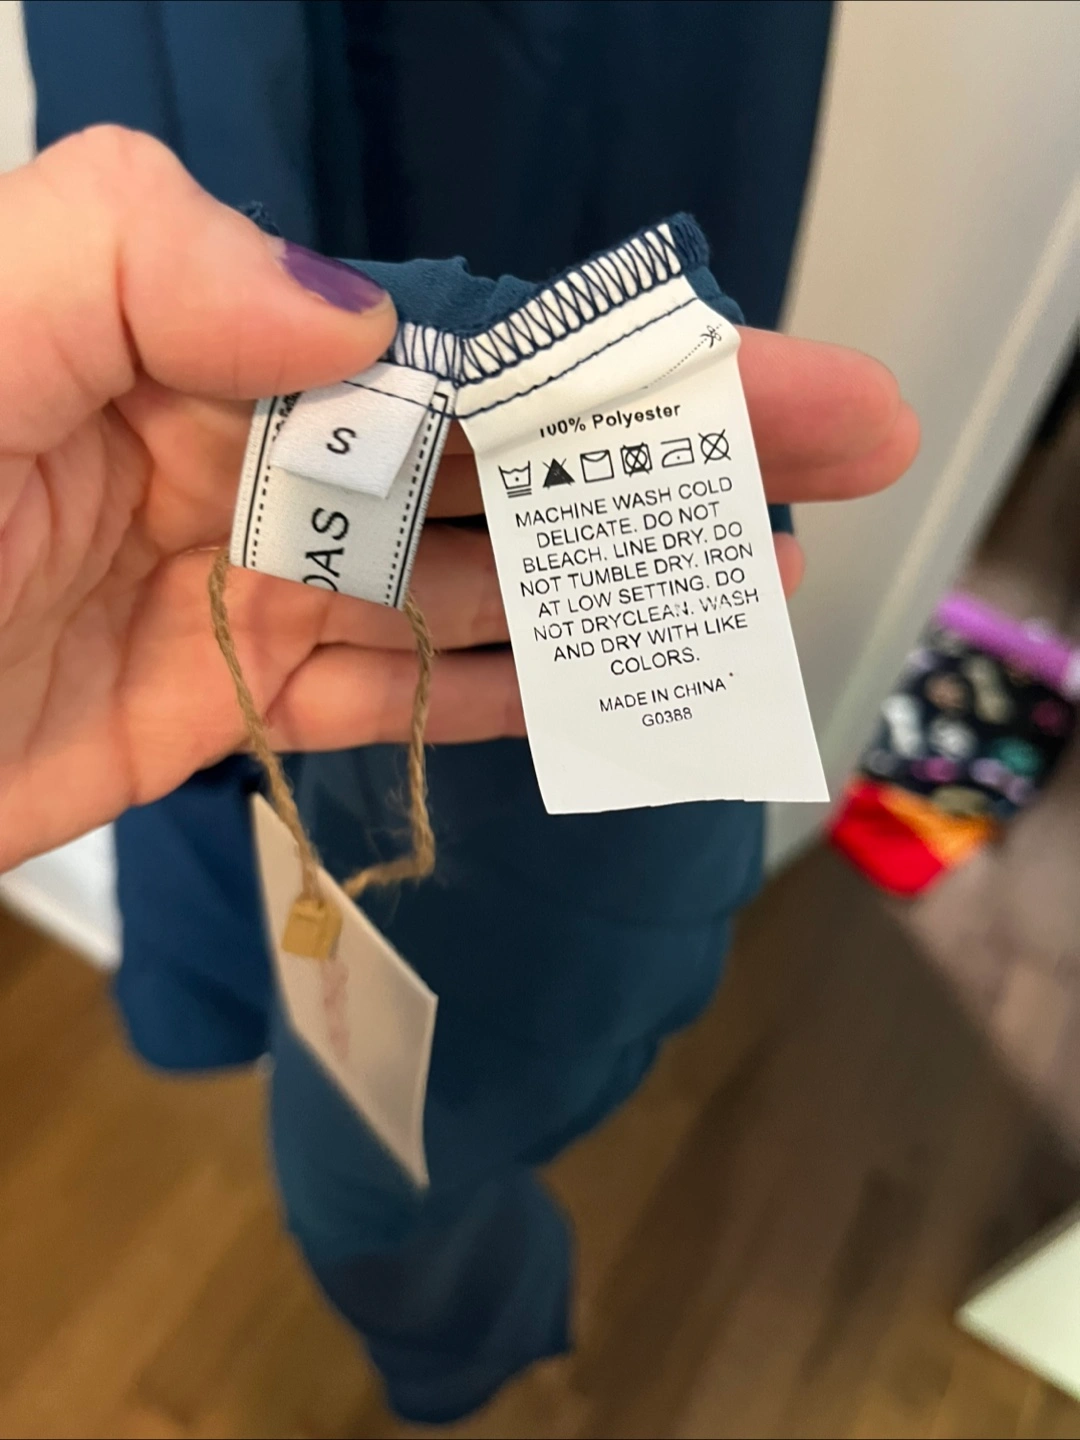 S
DAS
100% Polyester
MACHINE WASH COLD
DELICATE. DO NOT
BLEACH. LINE DRY. DO
NOT TUMBLE DRY. IRON
AT LOW SETTING. DO
NOT DRYCLEAN. WASH
AND DRY WITH LIKE
COLORS.
MADE IN CHINA
G0388